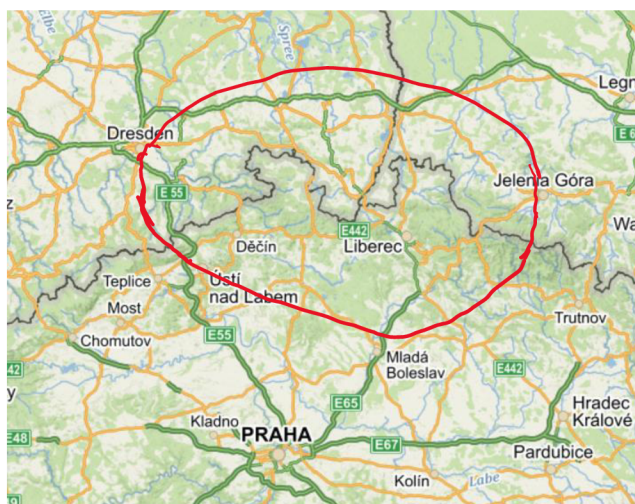 Elbe
Spree
Legn
Dresden
E 6
E 55
Jelenia Góra
Wa
z
E442
Děčín
Liberec
Teplice
Ústí
nad Labem
Most
Trutnov
Chomutov
E55
Mladá
Boleslav
E442
42
y
E65
Kladno
Hradec
Králové
E48
PRAHA
E67
Pardubice
Kolín
Labe